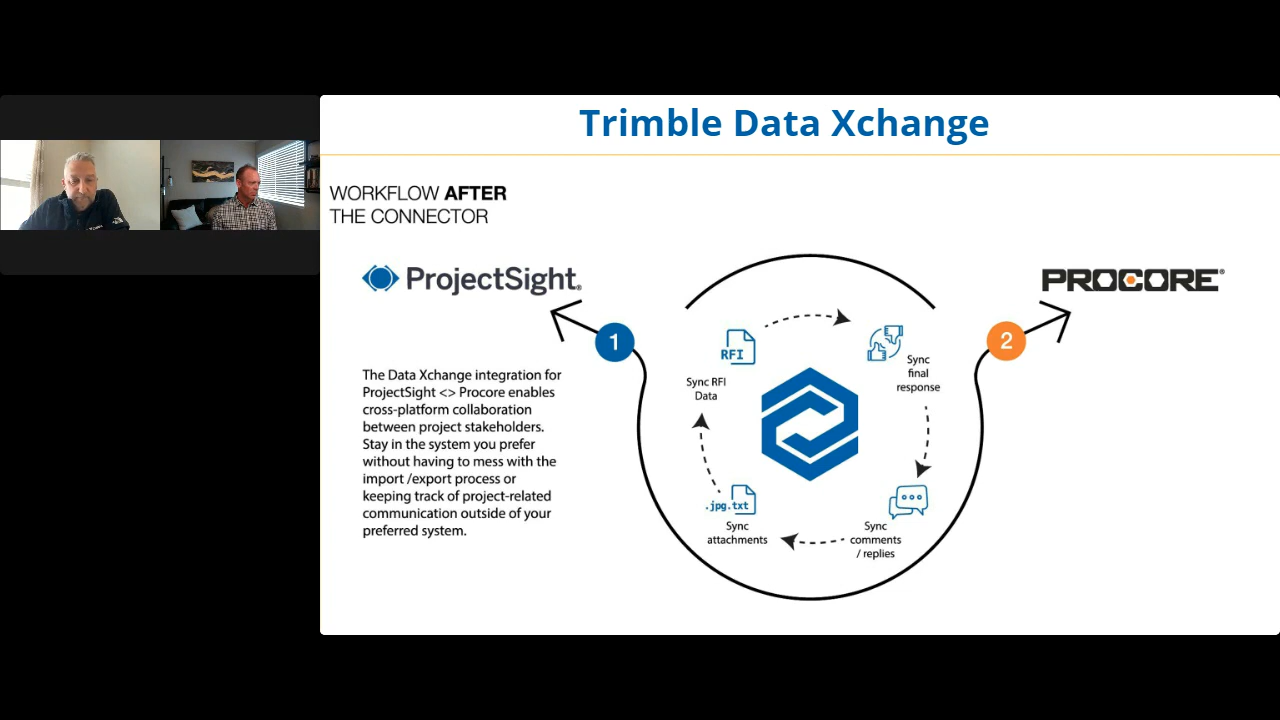 Trimble Data Xchange
WORKFLOW AFTER
THE CONNECTOR
ProjectSight®
PROCORE®
1
2
The Data Xchange integration for
ProjectSight <> Procore enables
cross-platform collaboration
between project stakeholders.
Stay in the system you prefer
without having to mess with the
import /export process or
keeping track of project-related
communication outside of your
preferred system.
RFI
Sync RFI
Data
Sync
final
response
Sync
comments
/ replies
.jpg.txt
Sync
attachments